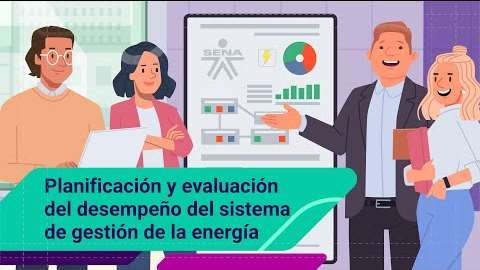 SENA
Planificación y evaluación
del desempeño del sistema
de gestión de la energía